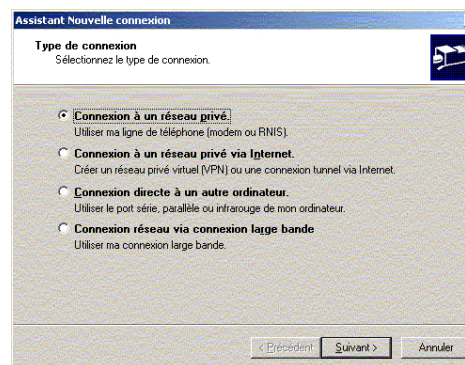 Assistant Nouvelle connexion
Type de connexion
Sélectionnez le type de connexion.
Connexion à un réseau privé.
Utiliser ma ligne de téléphone (modem ou RNIS).
Connexion à un réseau privé via Internet.
Créer un réseau privé virtuel (VPN) ou une connexion tunnel via Internet.
Connexion directe à un autre ordinateur.
Utiliser le port série, parallèle ou infrarouge de mon ordinateur.
Connexion réseau via connexion large bande
Utiliser ma connexion large bande.
< Précédent Suivant > Annuler